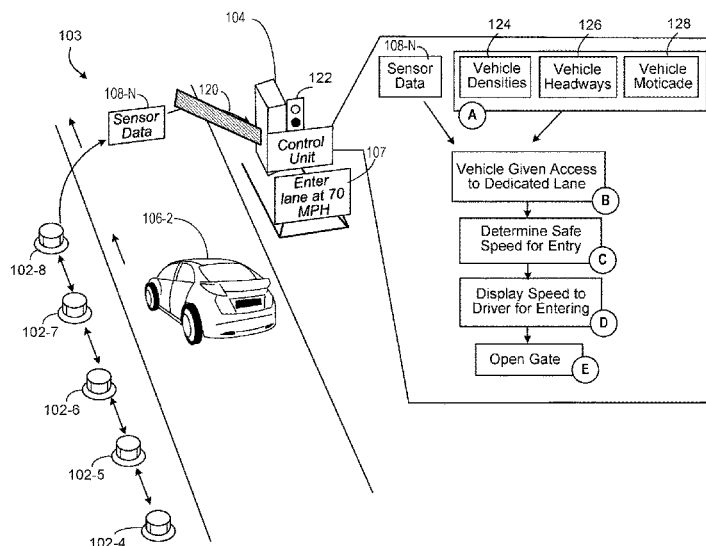 103
104
108-N
Sensor
Data
120
122
Control
Unit
107
Enter
lane at 70
MPH
106-2
102-8
102-7
102-6
102-5
102-4
108-N
Sensor
Data
124
126
128
Vehicle
Densities
Vehicle
Headways
Vehicle
Moticade
A
Vehicle Given Access
to Dedicated Lane
B
Determine Safe
Speed for Entry
C
Display Speed to
Driver for Entering
D
Open Gate
E